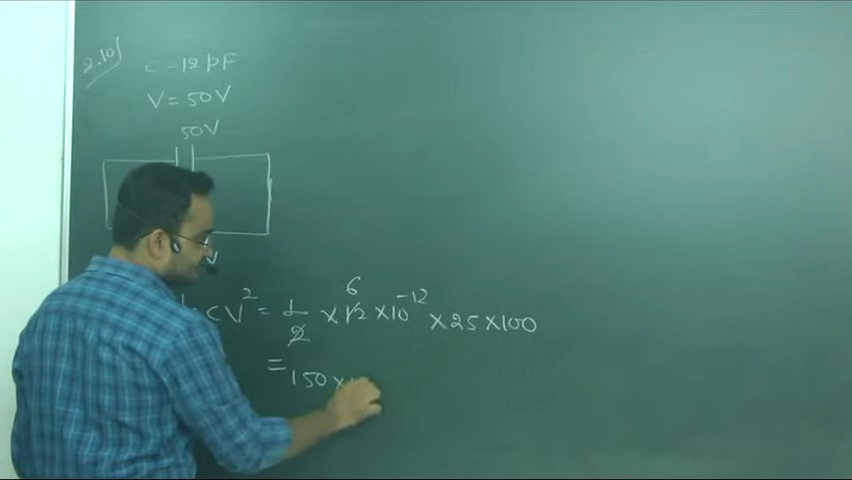 2.10)
C = 12 pF
V = 50V
50V
V
CV² = 1/2 × 12 6 × 10⁻¹² × 25 × 100
= 150 ×